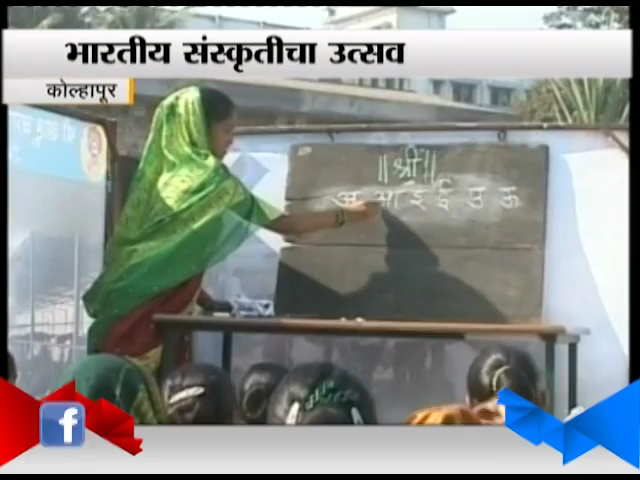 भारतीय संस्कृतीचा उत्सव
कोल्हापूर
॥श्री॥
अ आ इ ई उ ऊ
f